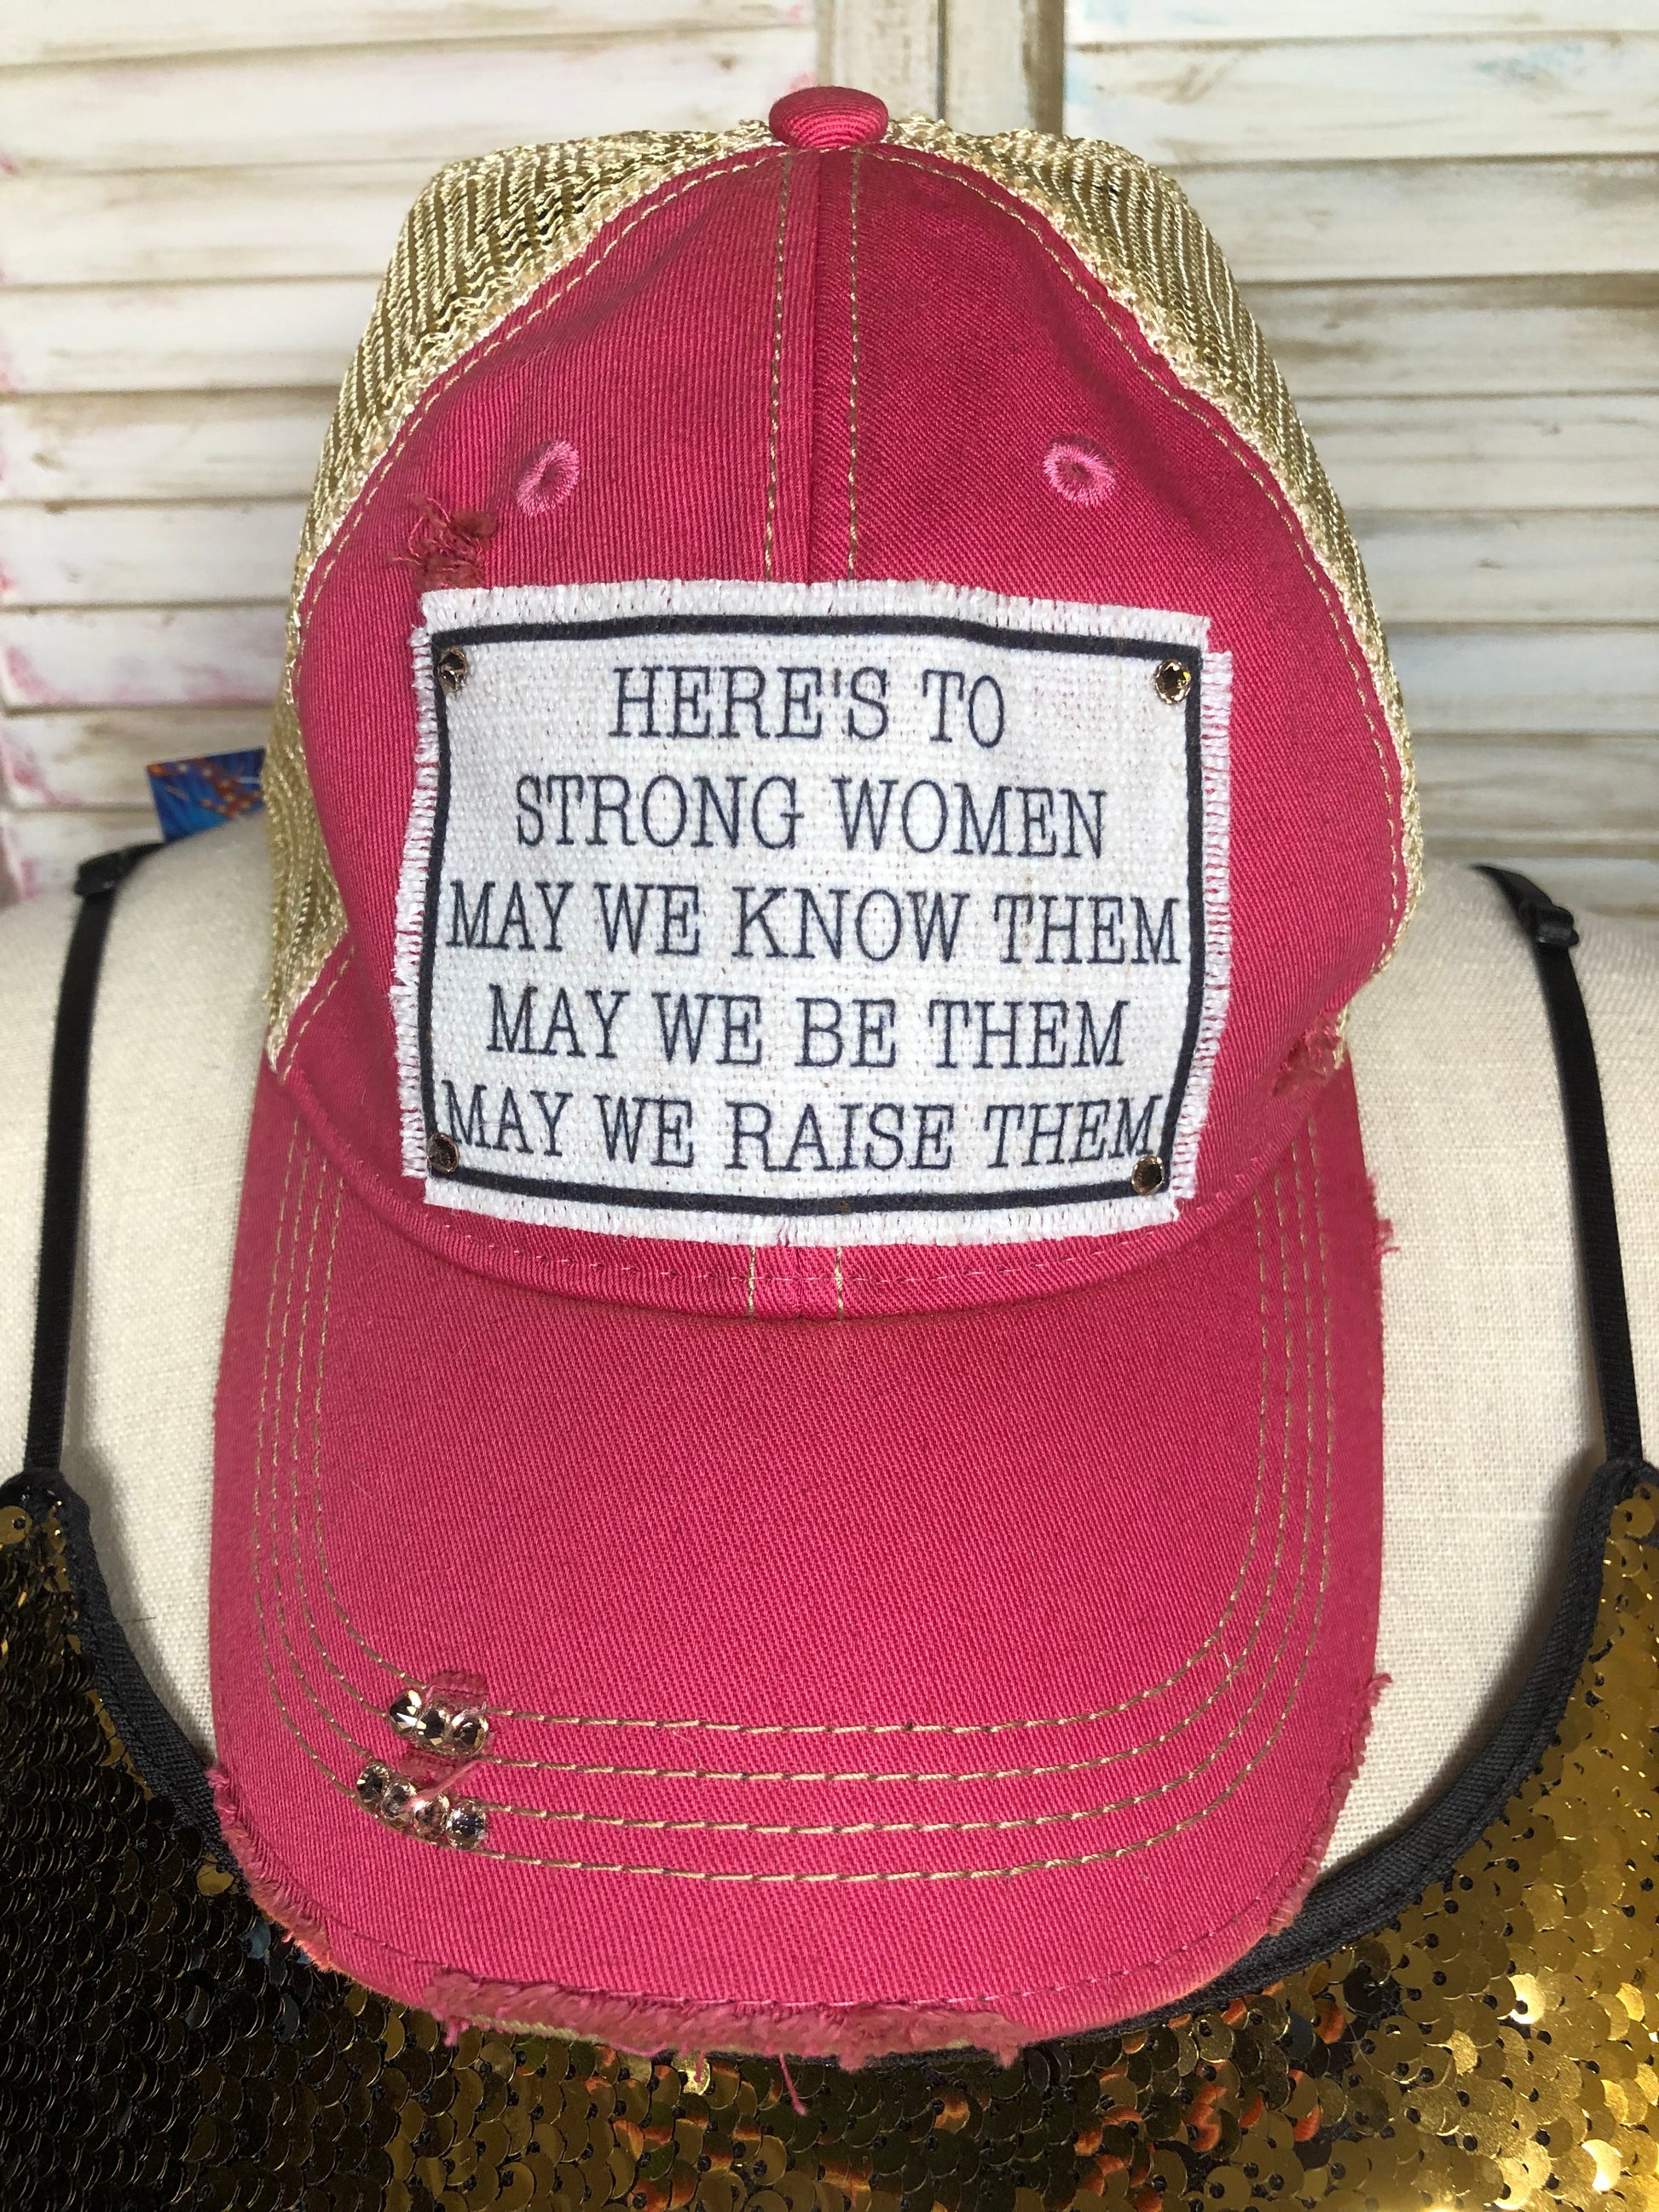 HERE'S TO
STRONG WOMEN
MAY WE KNOW THEM
MAY WE BE THEM
MAY WE RAISE THEM